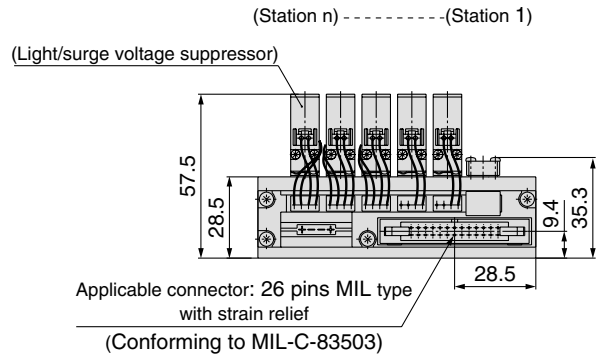 (Station n) (Station 1)
(Light/surge voltage suppressor)
57.5
28.5
9.4
35.3
28.5
Applicable connector: 26 pins MIL type
with strain relief
(Conforming to MIL-C-83503)